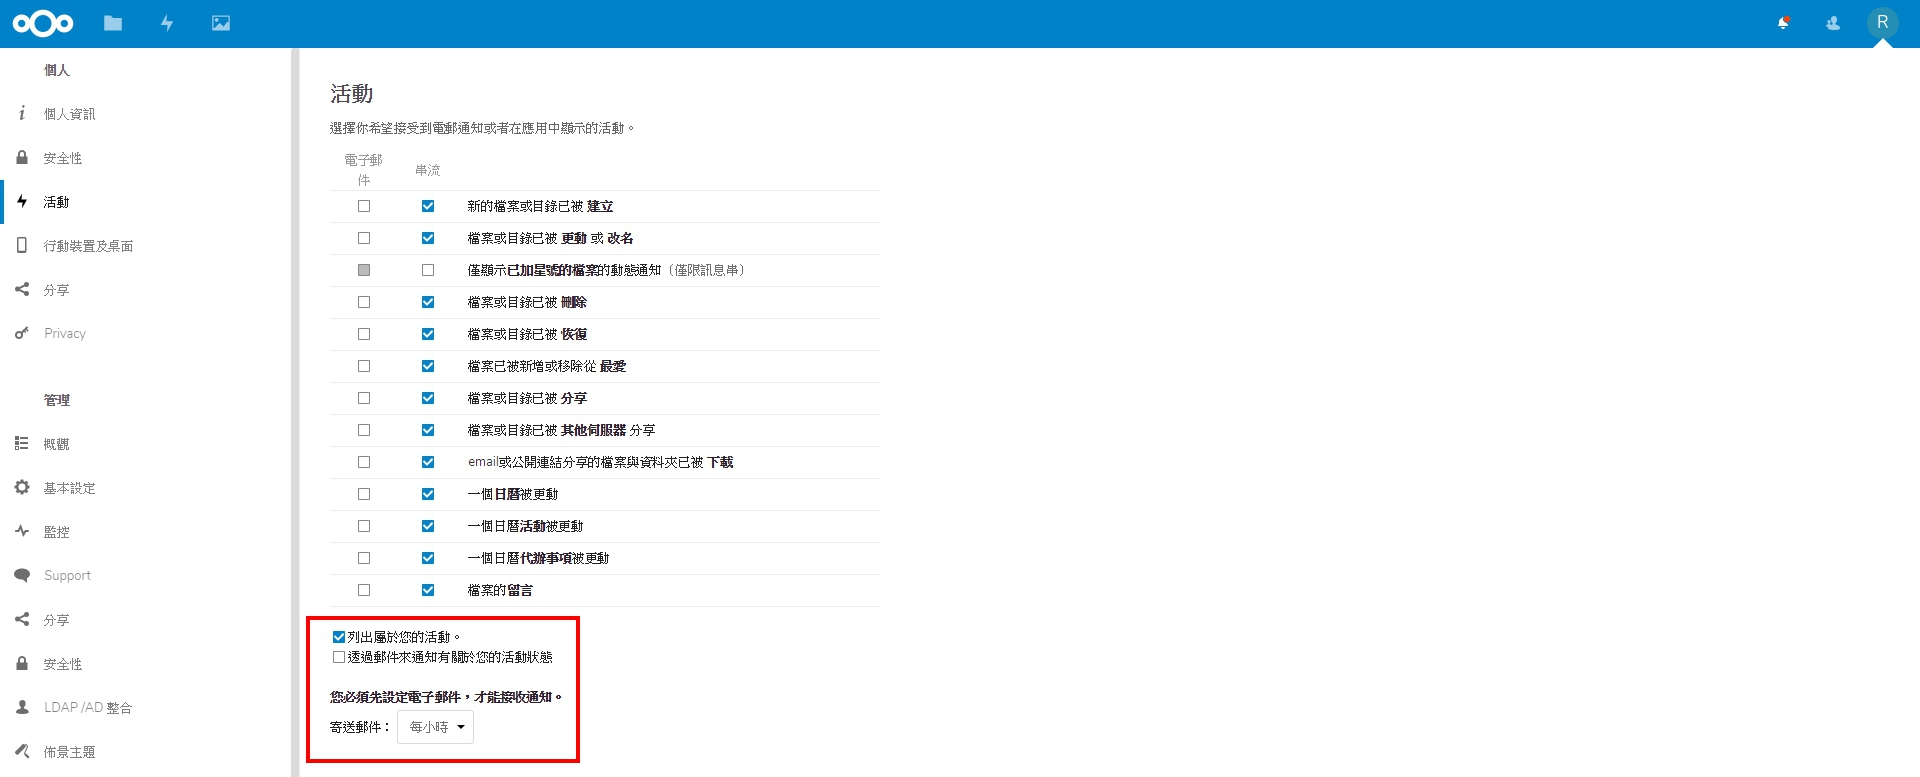 R
個人
個人資訊
安全性
活動
行動裝置及桌面
分享
Privacy
管理
概觀
基本設定
監控
Support
分享
安全性
LDAP /AD 整合
佈景主題
活動
選擇你希望接受到電郵通知或者在應用中顯示的活動。
電子郵
件
串流
新的檔案或目錄已被 建立
檔案或目錄已被 更動 或 改名
僅顯示已加星號的檔案的動態通知（僅限訊息串）
檔案或目錄已被 刪除
檔案或目錄已被 恢復
檔案已被新增或移除從 最愛
檔案或目錄已被 分享
檔案或目錄已被 其他伺服器 分享
email或公開連結分享的檔案與資料夾已被 下載
一個日曆被更動
一個日曆活動被更動
一個日曆代辦事項被更動
檔案的留言
列出屬於您的活動。
透過郵件來通知有關於您的活動狀態
您必須先設定電子郵件，才能接收通知。
寄送郵件： 每小時